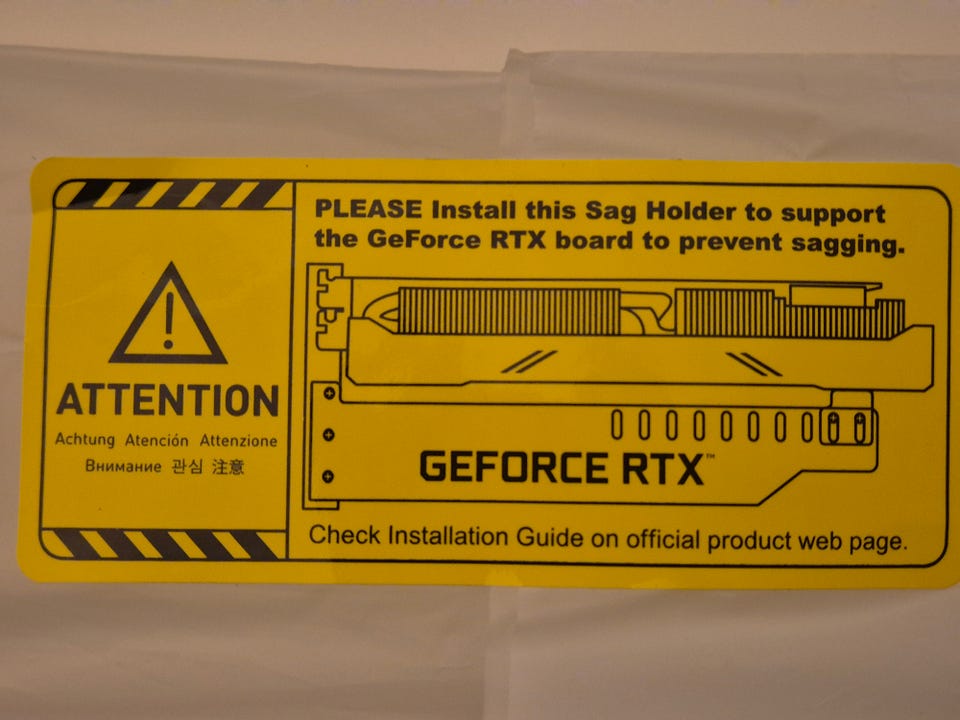 PLEASE Install this Sag Holder to support
the GeForce RTX board to prevent sagging.
ATTENTION
Achtung Atención Attenzione
Внимание 관심 注意
GEFORCE RTX™
Check Installation Guide on official product web page.